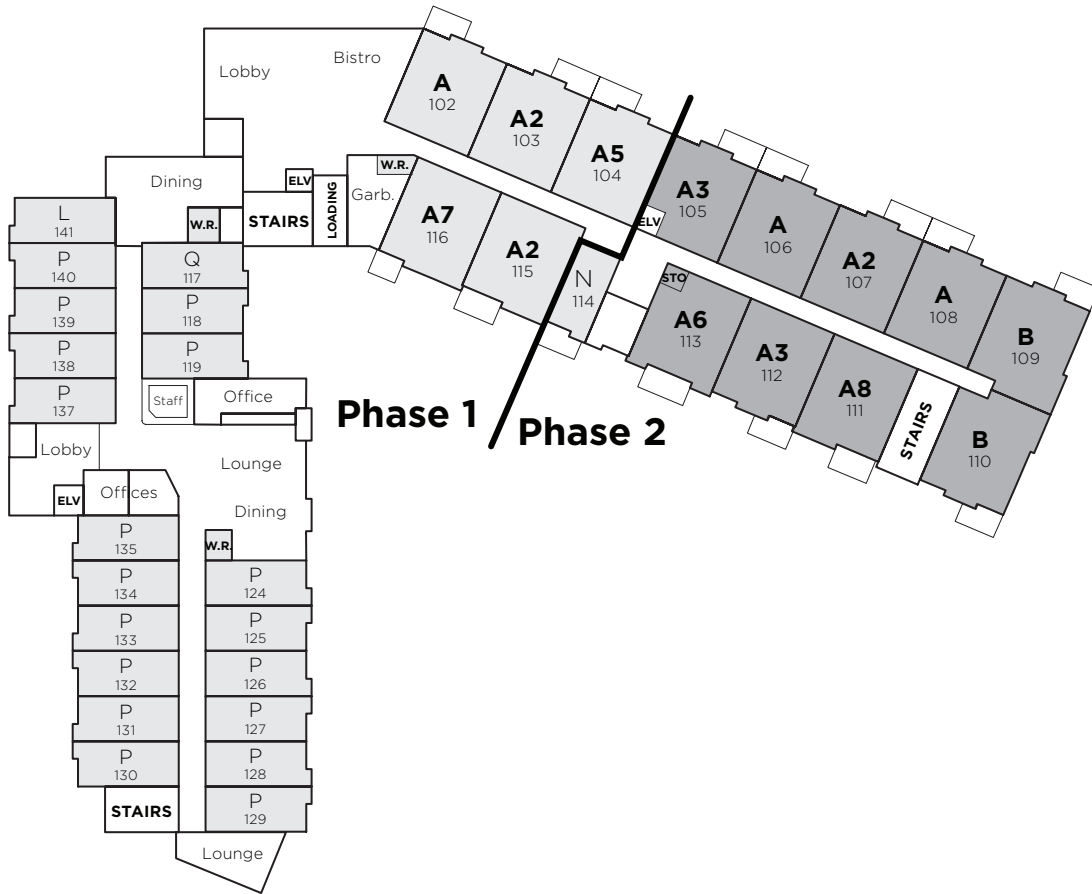 Lobby
Bistro
A
102
A2
103
A5
104
A3
105
A
106
A2
107
A
108
B
109
B
110
STAIRS
A8
111
A3
112
A6
113
STO
ELV
N
114
A2
115
A7
116
W.R.
Garb.
LOADING
ELV
STAIRS
Dining
W.R.
L
141
P
140
P
139
P
138
P
137
Q
117
P
118
P
119
Staff
Office
Phase 1
Phase 2
Lobby
Lounge
ELV
Offices
Dining
W.R.
P
135
P
134
P
133
P
132
P
131
P
130
STAIRS
P
124
P
125
P
126
P
127
P
128
P
129
Lounge